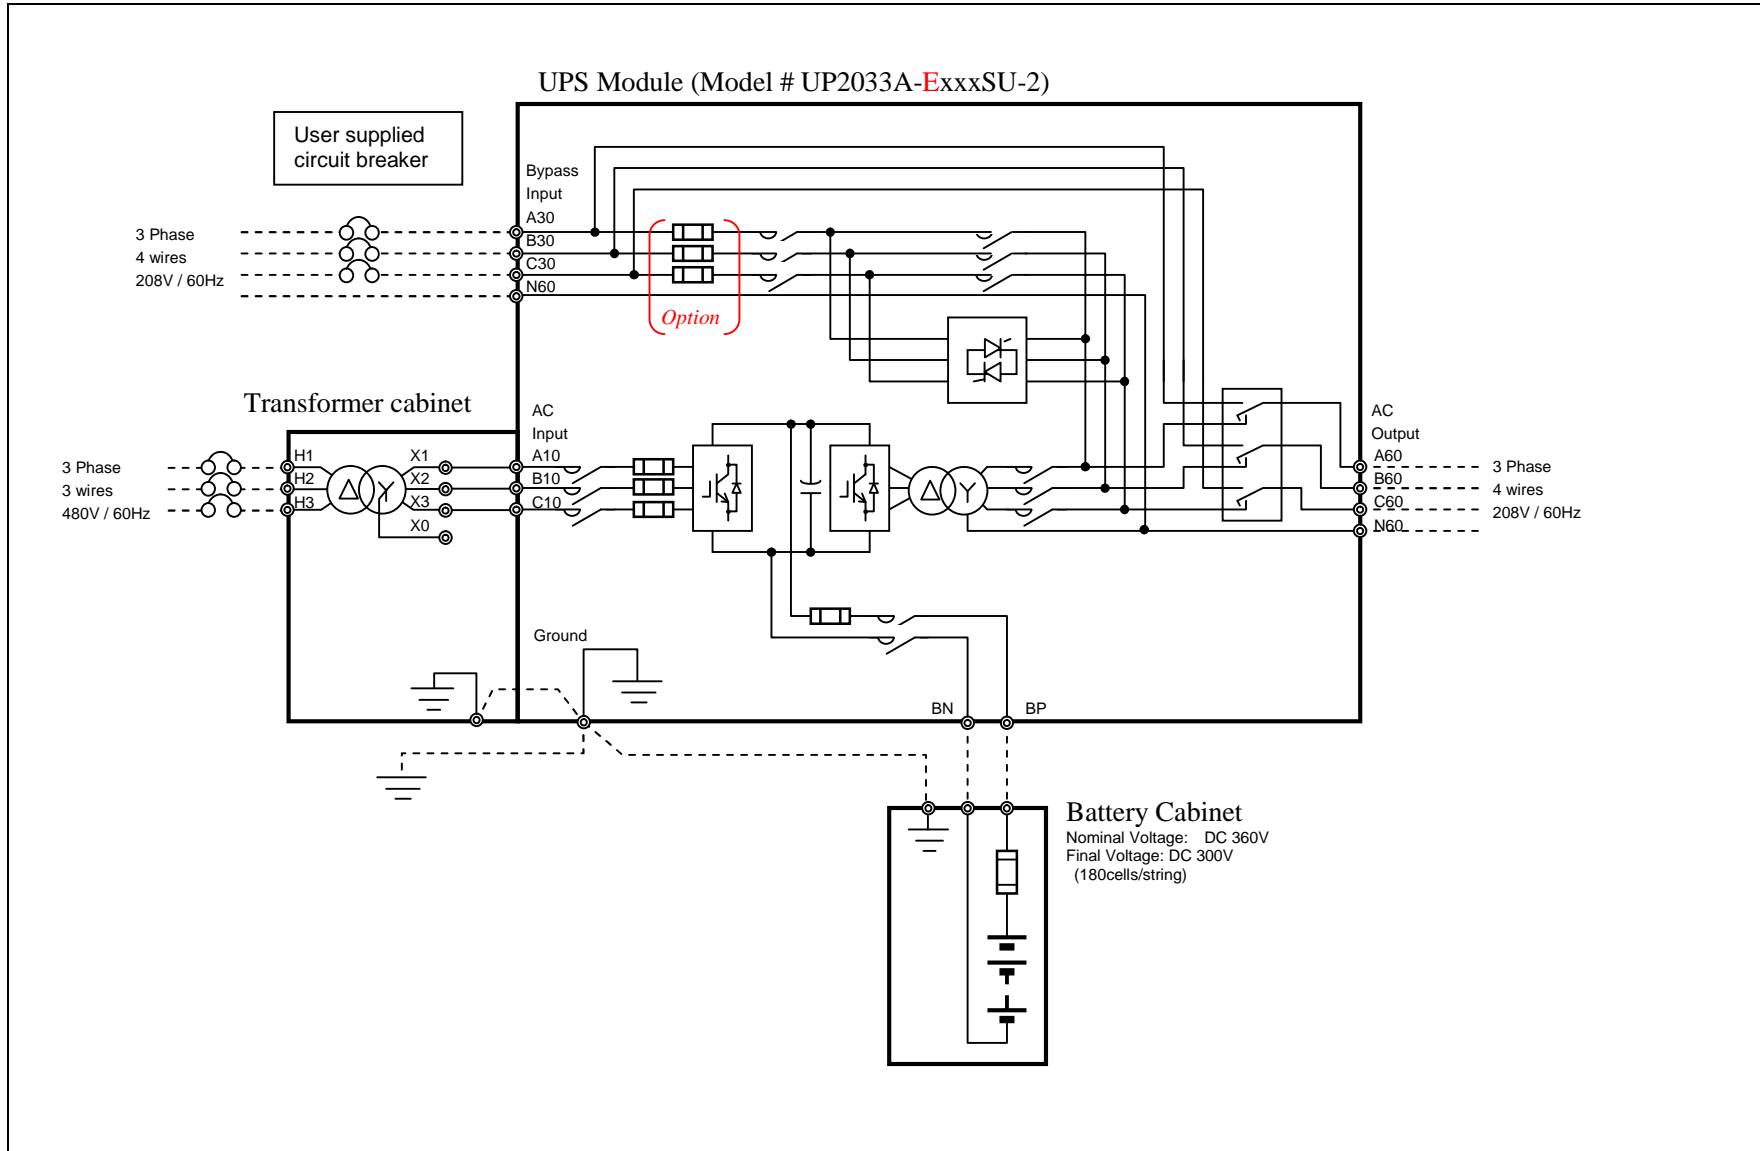 UPS Module (Model # UP2033A-ExxxSU-2)
User supplied
circuit breaker
Bypass
Input
A30
B30
C30
N60
3 Phase
4 wires
208V / 60Hz
Option
Transformer cabinet
AC
Input
A10
B10
C10
H1
H2
H3
X1
X2
X3
X0
3 Phase
3 wires
480V / 60Hz
AC
Output
A60
B60
C60
N60
3 Phase
4 wires
208V / 60Hz
Ground
BN
BP
Battery Cabinet
Nominal Voltage: DC 360V
Final Voltage: DC 300V
(180cells/string)